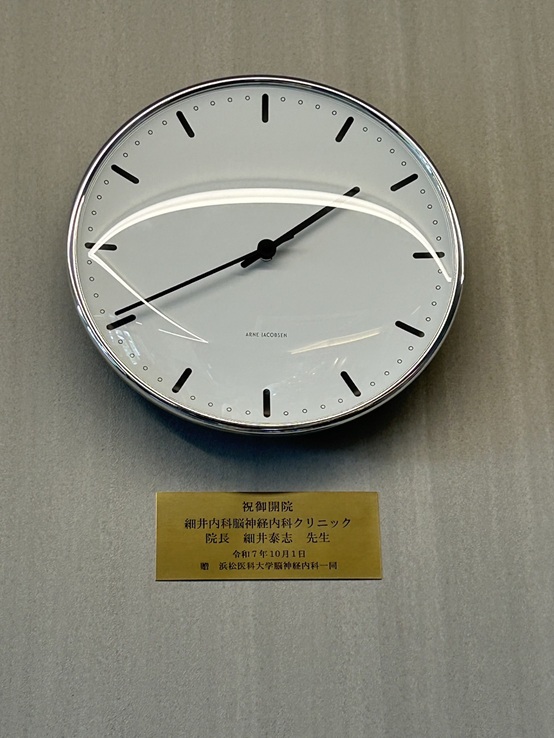 ARNE JACOBSEN
祝御開院
細井内科脳神経内科クリニック
院長 細井泰志 先生
令和7年10月1日
贈 浜松医科大学脳神経内科一同